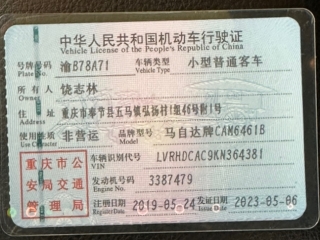 中华人民共和国机动车行驶证
Vehicle License of the People's Republic of China
号牌号码 渝B78A71 车辆类型 小型普通客车
Plate No. Vehicle Type
所有人 饶志林
Owner
住址 重庆市奉节县五马镇弘扬村1组46号附1号
Address
使用性质 非营运 品牌型号 马自达牌CAM6461B
Use Character Model
重庆市公
安局交通
管理局
车辆识别代号 LVRHDCAC9KN364381
VIN
发动机号码 3387479
Engine No.
注册日期 2019-05-24 发证日期 2023-05-06
Register Date Issue Date